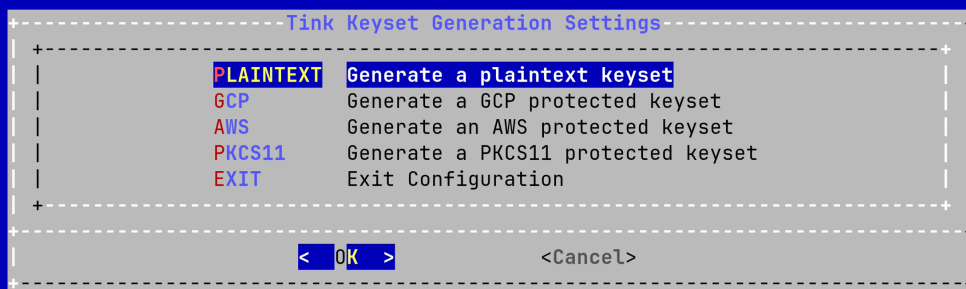 Tink Keyset Generation Settings
PLAINTEXT Generate a plaintext keyset
GCP Generate a GCP protected keyset
AWS Generate an AWS protected keyset
PKCS11 Generate a PKCS11 protected keyset
EXIT Exit Configuration
< OK > <Cancel>